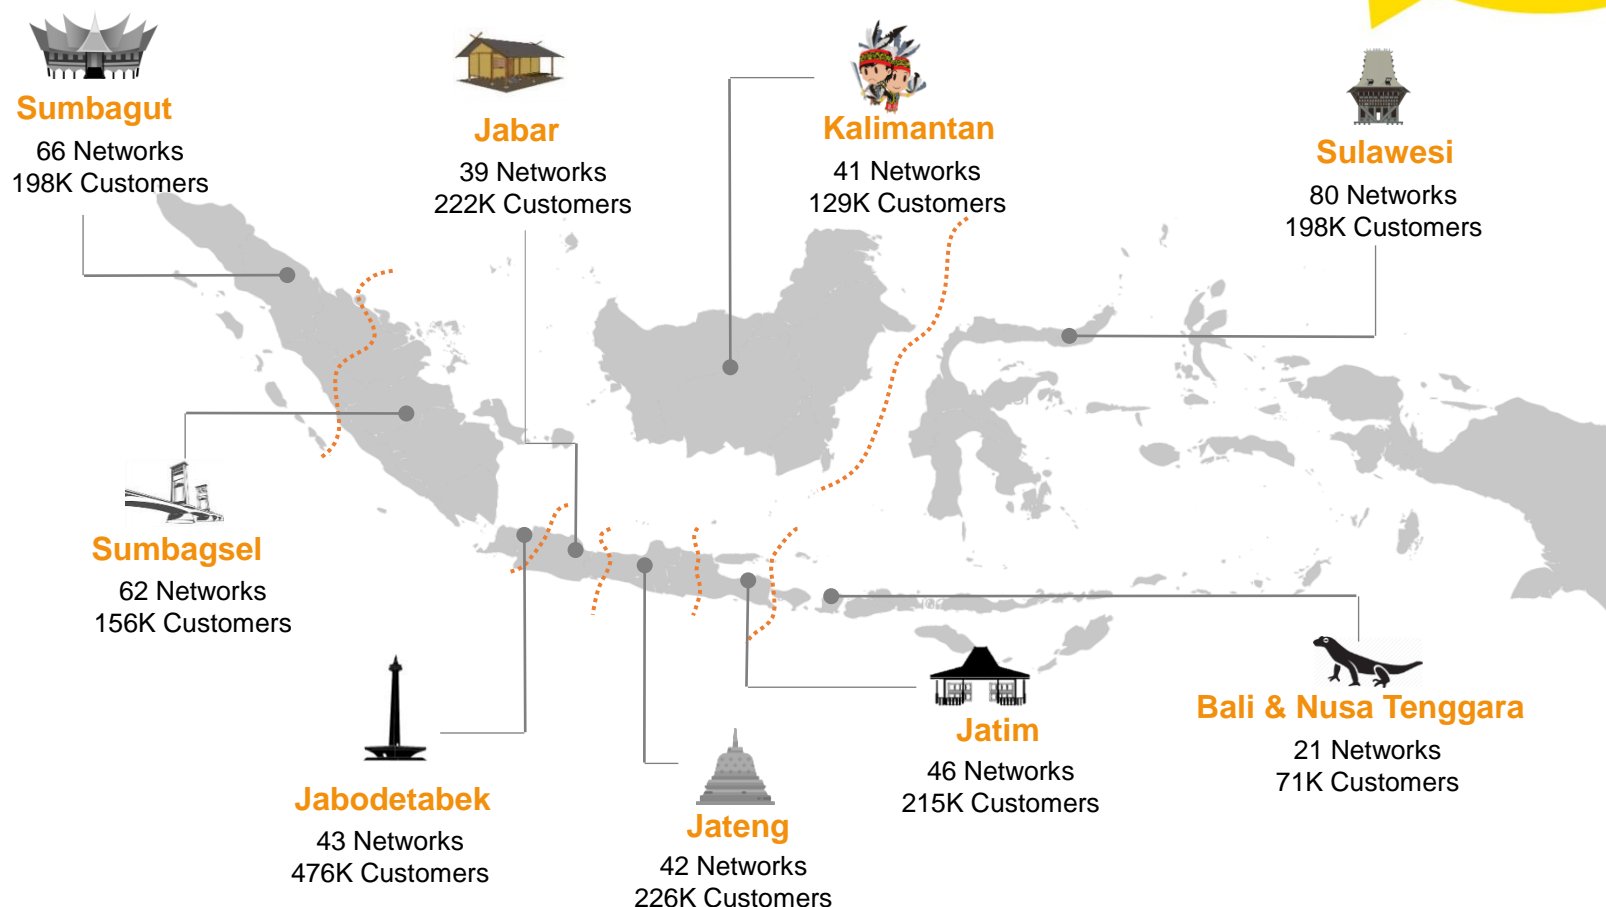 Sumbagut
66 Networks
198K Customers
Jabar
39 Networks
222K Customers
Kalimantan
41 Networks
129K Customers
Sulawesi
80 Networks
198K Customers
Sumbagsel
62 Networks
156K Customers
Jabodetabek
43 Networks
476K Customers
Jateng
42 Networks
226K Customers
Jatim
46 Networks
215K Customers
Bali & Nusa Tenggara
21 Networks
71K Customers